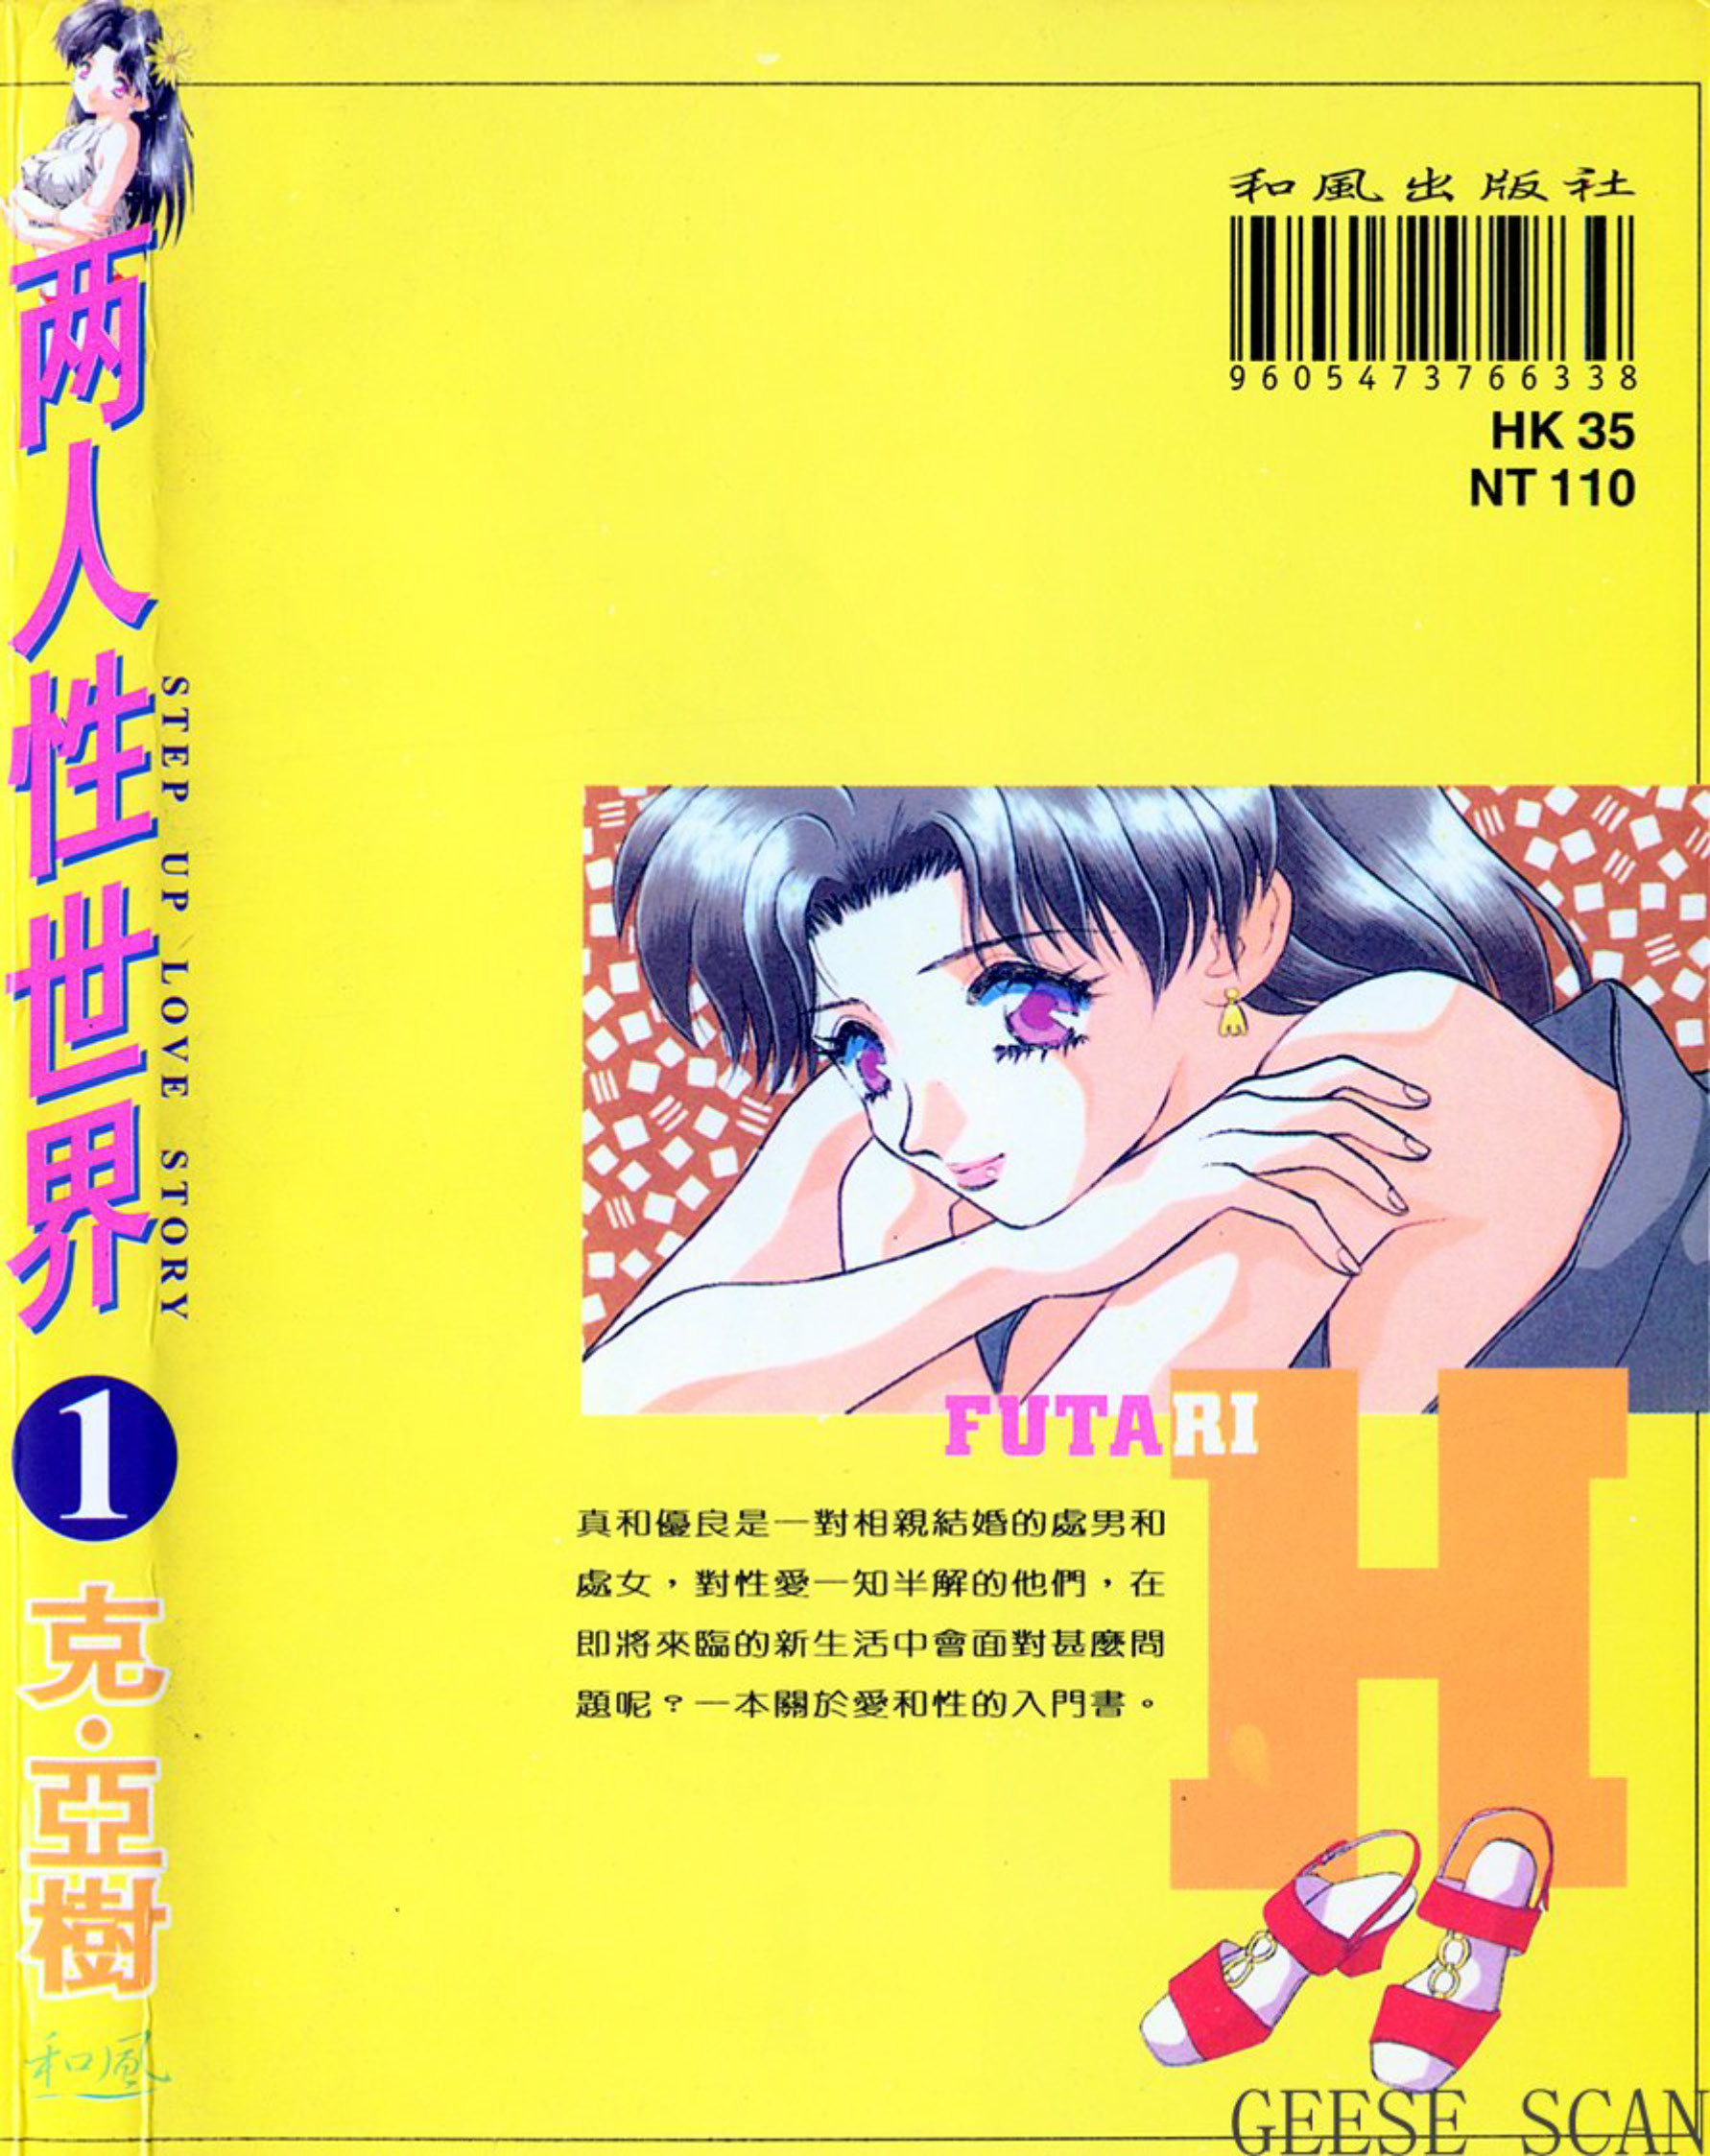 两人性世界
STEP UP LOVE STORY
1
克・亞樹
和風
和風出版社
9605473766338
HK 35
NT 110
FUTARI
H
真和優良是一對相親結婚的處男和
處女，對性愛一知半解的他們，在
即將來臨的新生活中會面對甚麼問
題呢？一本關於愛和性的入門書。
GEESE SCAN